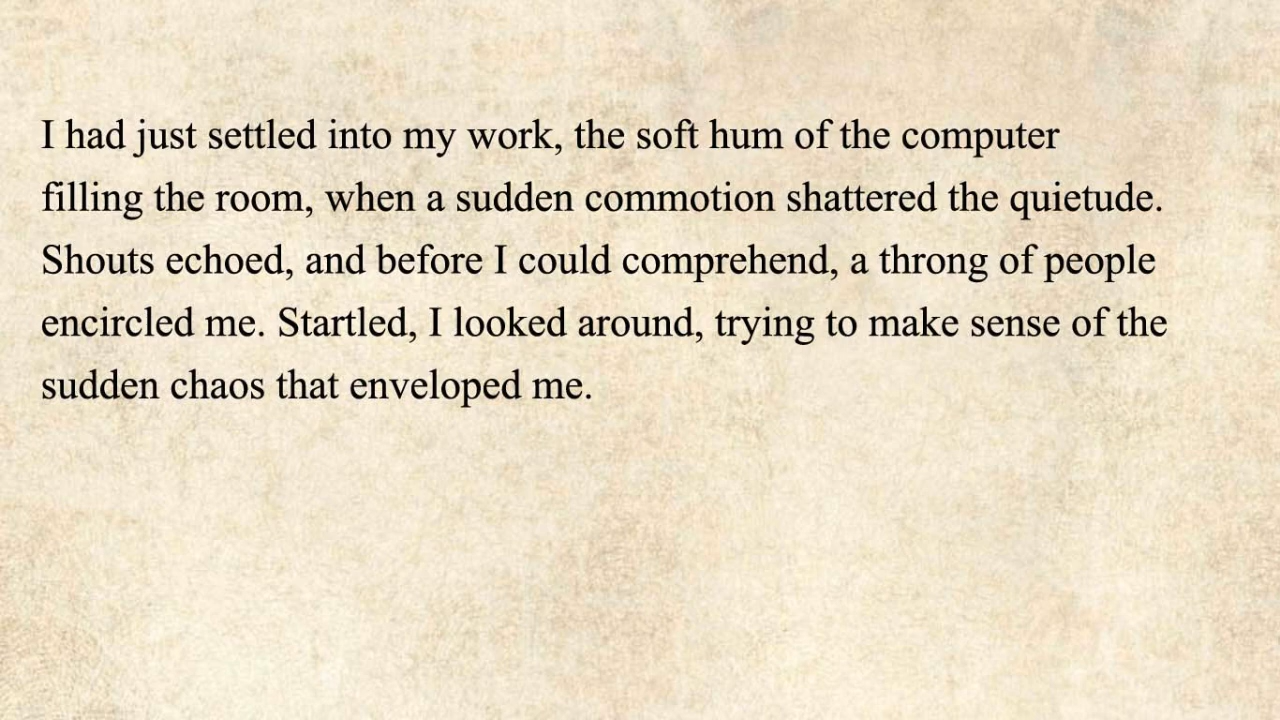 I had just settled into my work, the soft hum of the computer
filling the room, when a sudden commotion shattered the quietude.
Shouts echoed, and before I could comprehend, a throng of people
encircled me. Startled, I looked around, trying to make sense of the
sudden chaos that enveloped me.